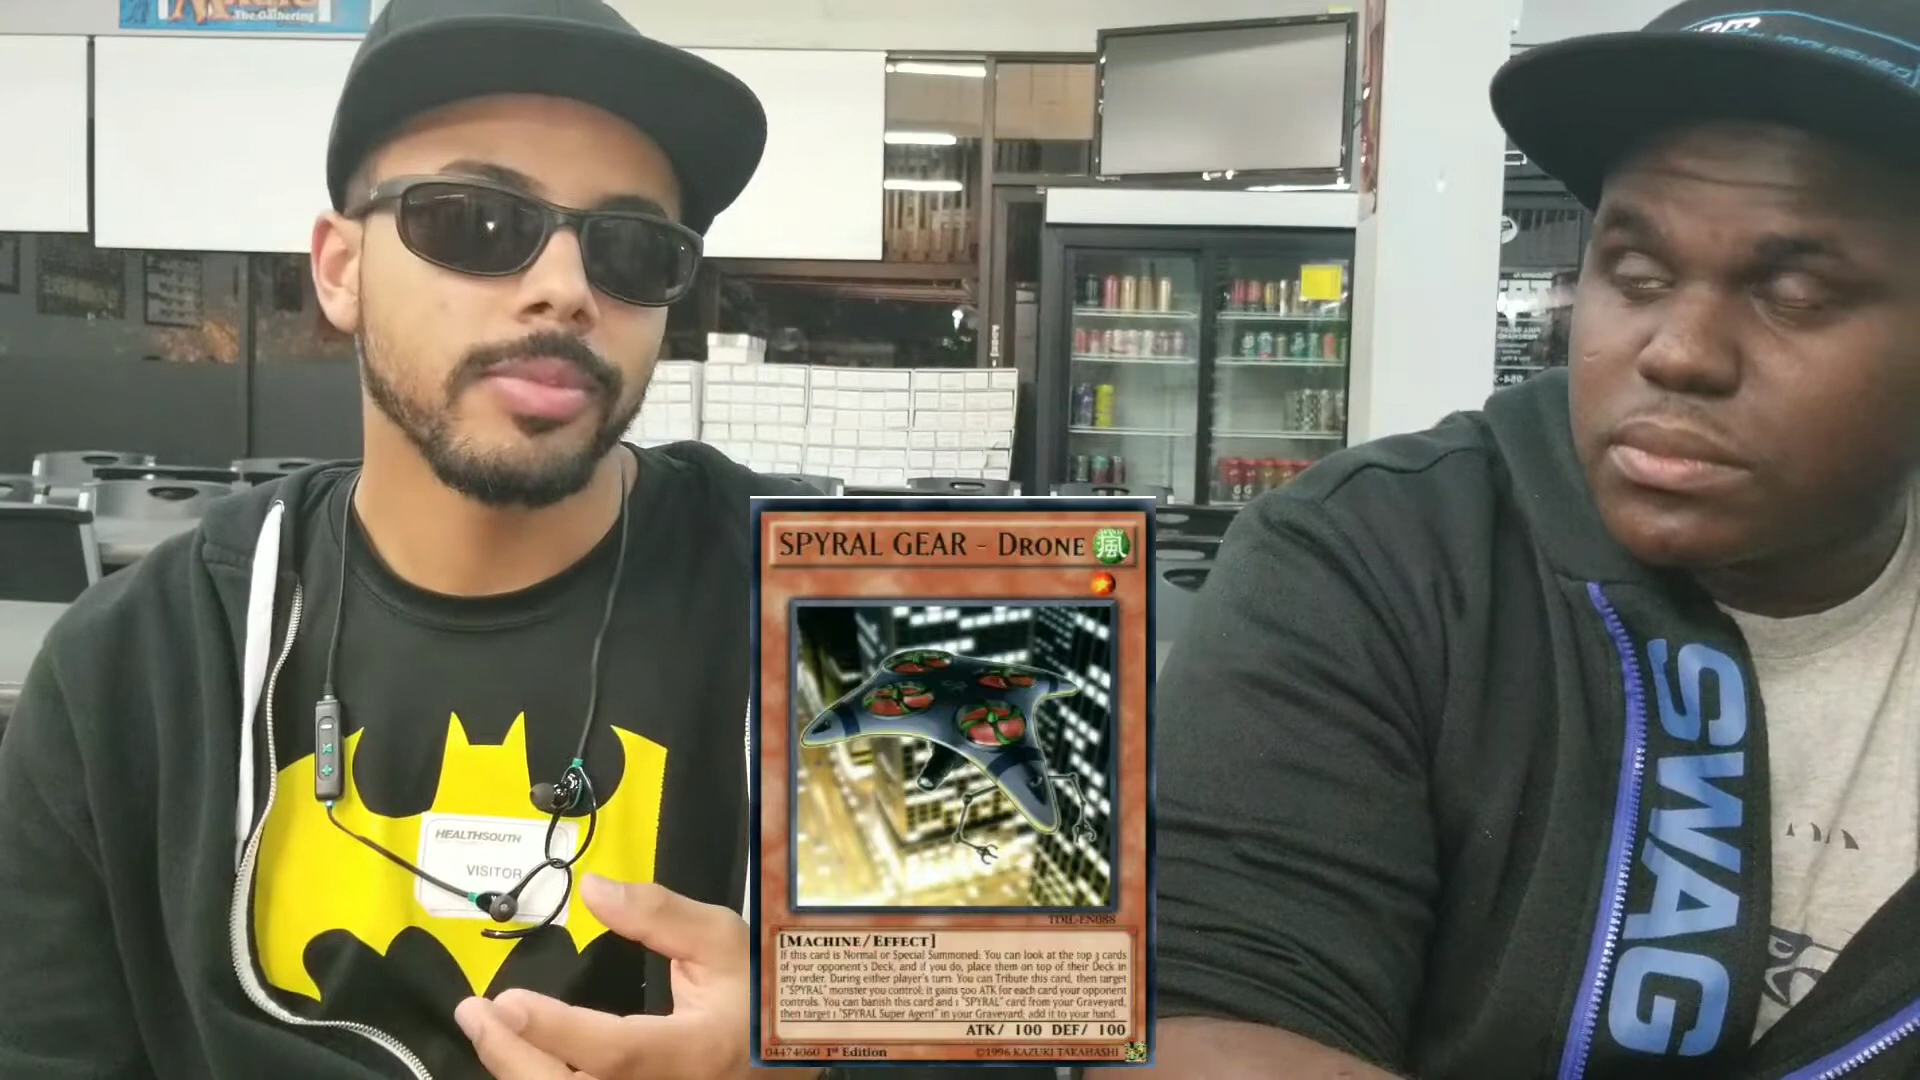 The Gathering
SPYRAL GEAR - DRONE
TDIL-EN088
[MACHINE/EFFECT]
If this card is Normal or Special Summoned: You can look at the top 3 cards
of your opponent's Deck, and if you do, place them on top of their Deck in
any order. During either player's turn: You can Tribute this card, then target
1 "SPYRAL" monster you control; it gains 500 ATK for each card your opponent
controls. You can banish this card and 1 "SPYRAL" card from your Graveyard,
then target 1 "SPYRAL Super Agent" in your Graveyard; add it to your hand.
ATK/ 100 DEF/ 100
04474060 1st Edition
©1996 KAZUKI TAKAHASHI
HEALTHSOUTH
VISITOR
SWAG